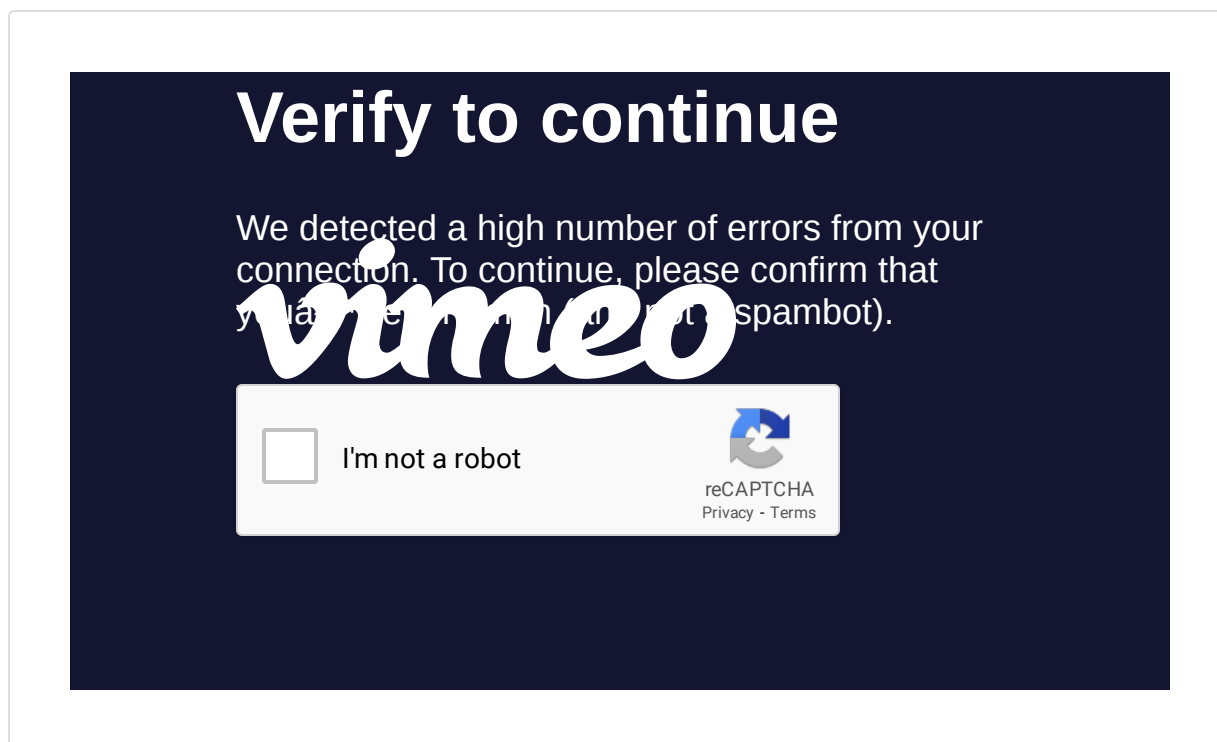 Verify to continue
We detected a high number of errors from your
connection. To continue, please confirm that
spambot).
vimeo
I'm not a robot
reCAPTCHA
Privacy - Terms